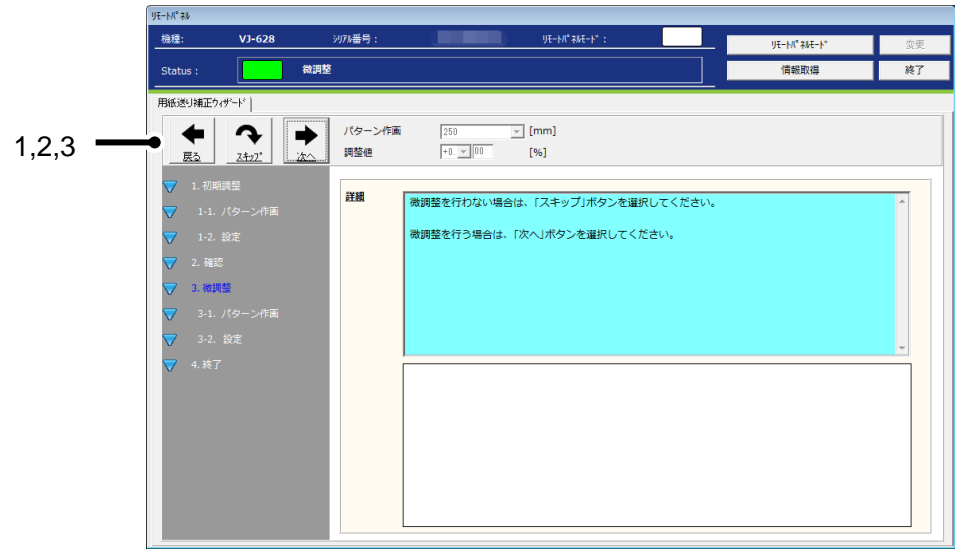 ﾘﾓｰﾄﾊﾟﾈﾙ
機種: VJ-628 ｼﾘｱﾙ番号: ﾘﾓｰﾄﾊﾟﾈﾙﾓｰﾄﾞ:
ﾘﾓｰﾄﾊﾟﾈﾙﾓｰﾄﾞ 変更
Status: 微調整
情報取得 終了
用紙送り補正ｳｨｻﾞｰﾄﾞ
1,2,3
戻る ｽｷｯﾌﾟ 次へ
パターン作画 250 [mm]
調整値 +0. 00 [%]
1. 初期調整
1-1. パターン作画
1-2. 設定
2. 確認
3. 微調整
3-1. パターン作画
3-2. 設定
4. 終了
詳細
微調整を行わない場合は、「スキップ」ボタンを選択してください。
微調整を行う場合は、「次へ」ボタンを選択してください。